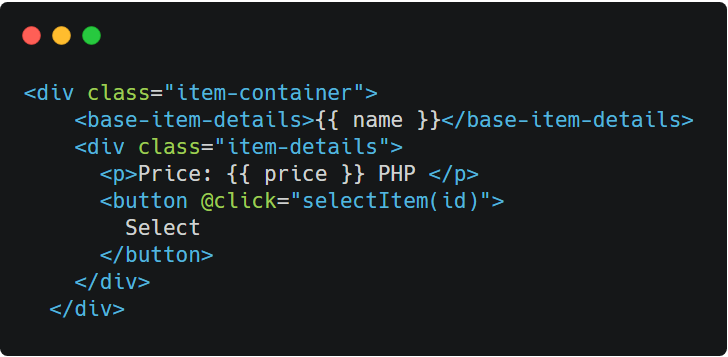 <div class="item-container">
    <base-item-details>{{ name }}</base-item-details>
    <div class="item-details">
      <p>Price: {{ price }} PHP </p>
      <button @click="selectItem(id)">
        Select
      </button>
    </div>
  </div>